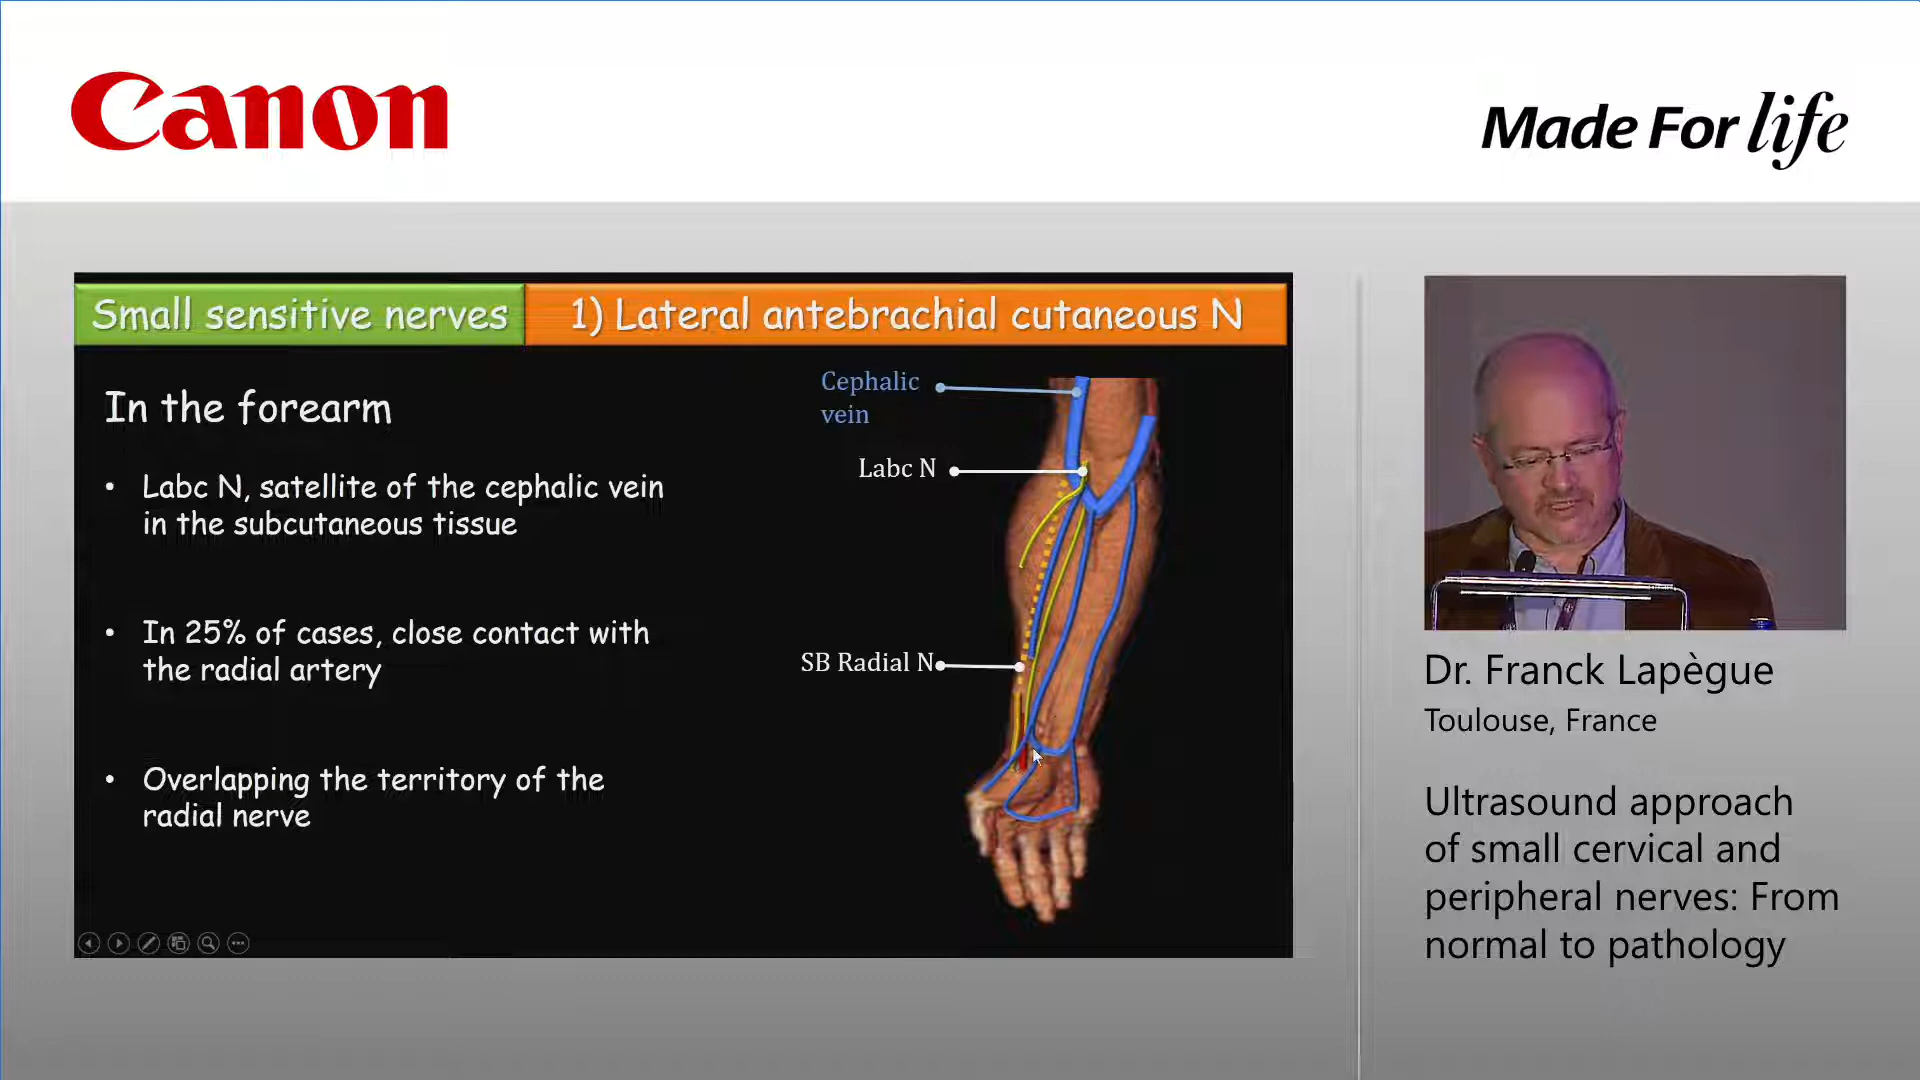 Canon
Made For life
Small sensitive nerves
1) Lateral antebrachial cutaneous N
In the forearm
• Labc N, satellite of the cephalic vein
in the subcutaneous tissue
• In 25% of cases, close contact with
the radial artery
• Overlapping the territory of the
radial nerve
Cephalic
vein
Labc N
SB Radial N
Dr. Franck Lapègue
Toulouse, France
Ultrasound approach
of small cervical and
peripheral nerves: From
normal to pathology